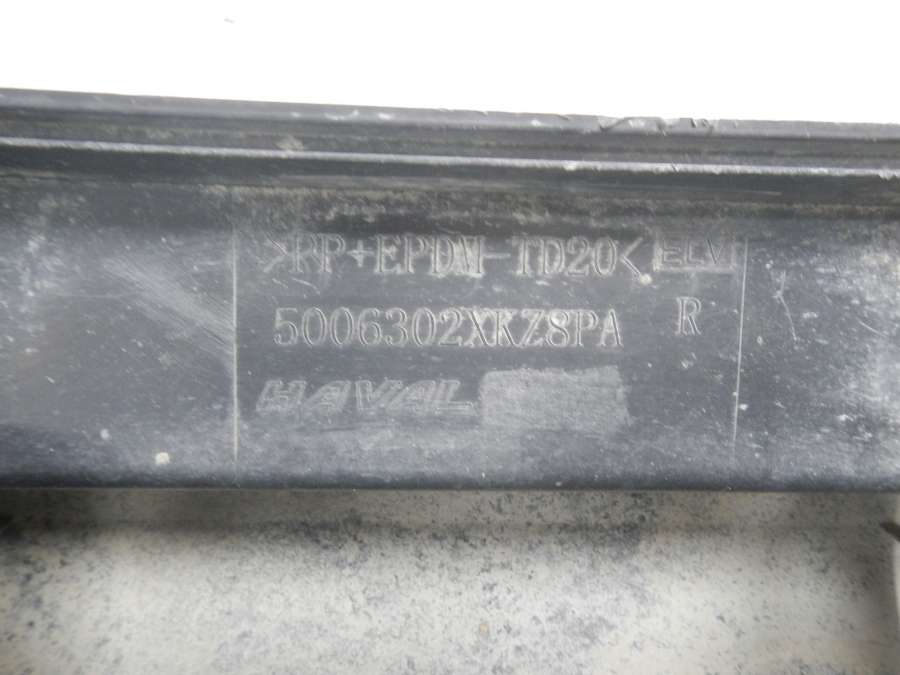 >PP+EPDM-TD20< ELV
5006302XKZ8PA R
HAVAL